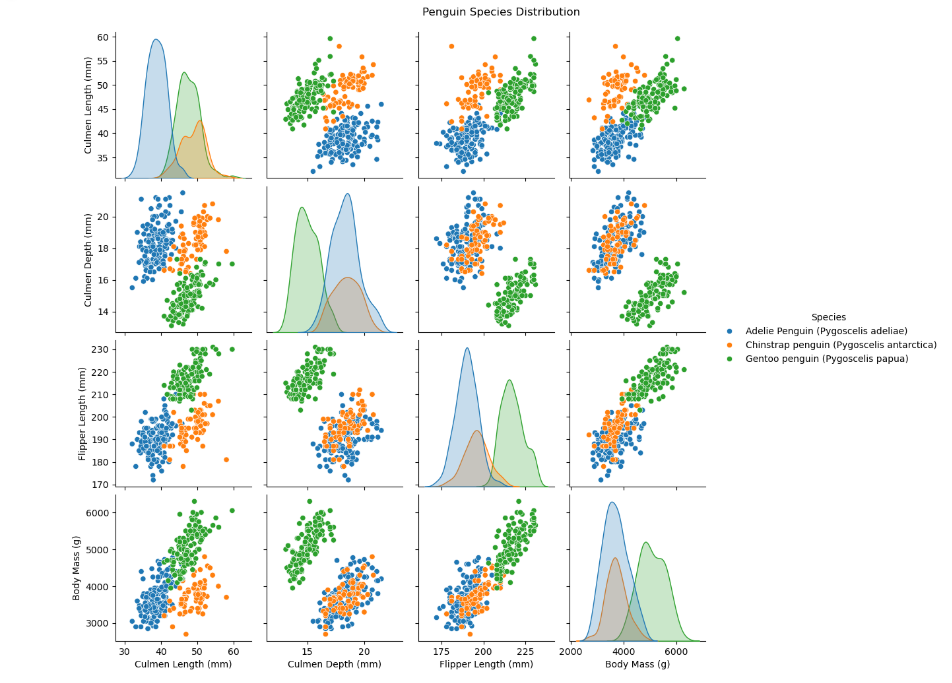 Penguin Species Distribution
60
55
50
45
40
35
Culmen Length (mm)
20
18
16
14
Culmen Depth (mm)
Species
Adelie Penguin (Pygoscelis adeliae)
Chinstrap penguin (Pygoscelis antarctica)
Gentoo penguin (Pygoscelis papua)
230
220
210
200
190
180
170
Flipper Length (mm)
6000
5000
4000
3000
Body Mass (g)
30 40 50 60
Culmen Length (mm)
15 20
Culmen Depth (mm)
175 200 225
Flipper Length (mm)
2000 4000 6000
Body Mass (g)